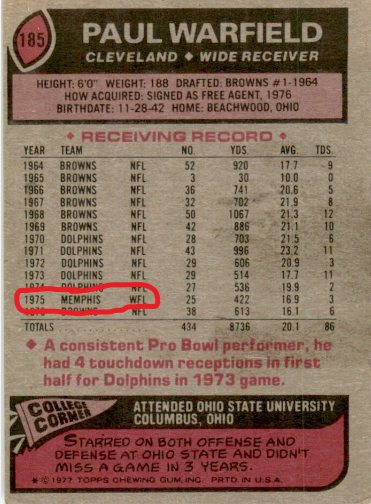 185
PAUL WARFIELD
CLEVELAND ♦ WIDE RECEIVER
HEIGHT: 6'0" WEIGHT: 188 DRAFTED: BROWNS #1-1964
HOW ACQUIRED: SIGNED AS FREE AGENT, 1976
BIRTHDATE: 11-28-42 HOME: BEACHWOOD, OHIO
♦ RECEIVING RECORD ♦
YEAR TEAM NO. YDS. AVG. TDS.
1964 BROWNS NFL 52 920 17.7 9
1965 BROWNS NFL 3 30 10.0 0
1966 BROWNS NFL 36 741 20.6 5
1967 BROWNS NFL 32 702 21.9 8
1968 BROWNS NFL 50 1067 21.3 12
1969 BROWNS NFL 42 886 21.1 10
1970 DOLPHINS NFL 28 703 21.5 6
1971 DOLPHINS NFL 43 996 23.2 11
1972 DOLPHINS NFL 29 606 20.9 3
1973 DOLPHINS NFL 29 514 17.7 11
1974 DOLPHINS NFL 27 536 19.9 2
1975 MEMPHIS WFL 25 422 16.9 3
1976 BROWNS NFL 38 613 16.1 6
TOTALS 434 8736 20.1 86
♦ A consistent Pro Bowl performer, he
had 4 touchdown receptions in first
half for Dolphins in 1973 game.
COLLEGE
CORNER
ATTENDED OHIO STATE UNIVERSITY
COLUMBUS, OHIO
STARRED ON BOTH OFFENSE AND
DEFENSE AT OHIO STATE AND DIDN'T
MISS A GAME IN 3 YEARS.
* © 1977 TOPPS CHEWING GUM, INC. PRTD. IN U.S.A.